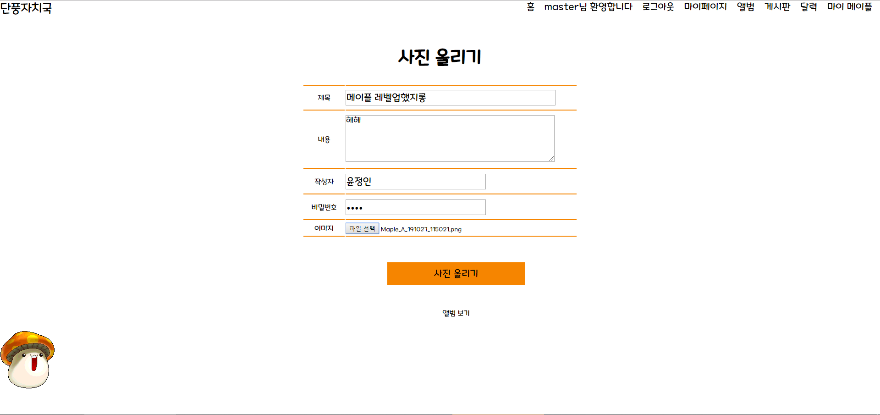 단풍자치국
홈 master님 환영합니다 로그아웃 마이페이지 앨범 게시판 달력 마이 메이플
사진 올리기
제목 메이플 레벨업했지롱
내용 헤헤
작성자 윤정인
비밀번호 ••••
이미지 파일 선택 Maple_A_191021_115021.png
사진 올리기
앨범 보기